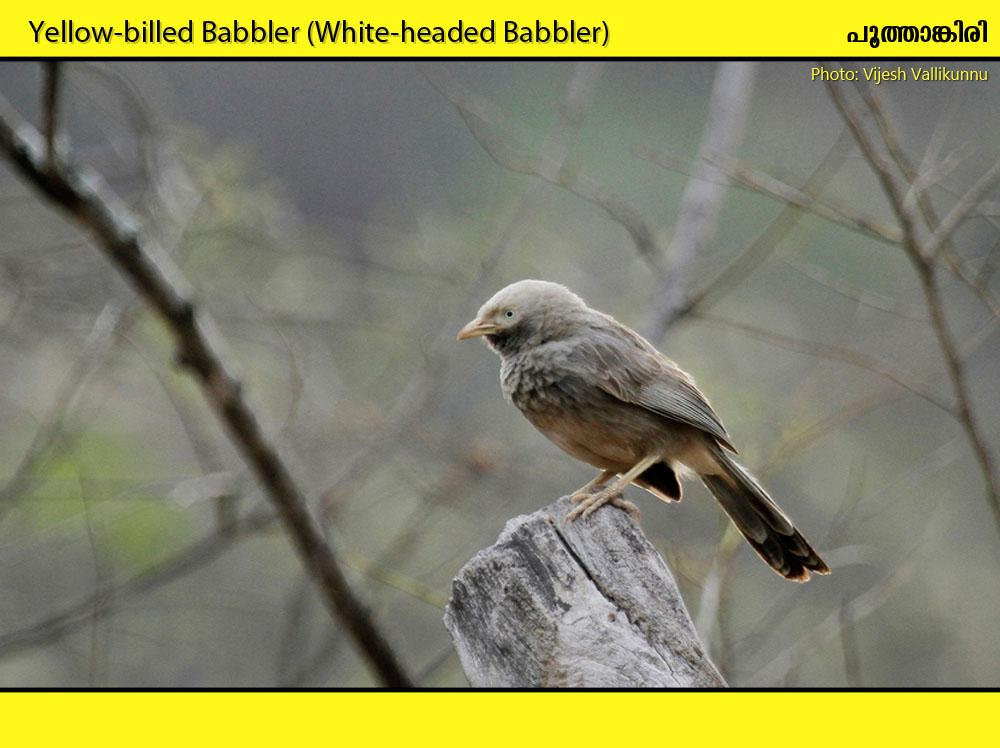 Yellow-billed Babbler (White-headed Babbler)
പൂത്താങ്കിരി
Photo: Vijesh Vallikunnu